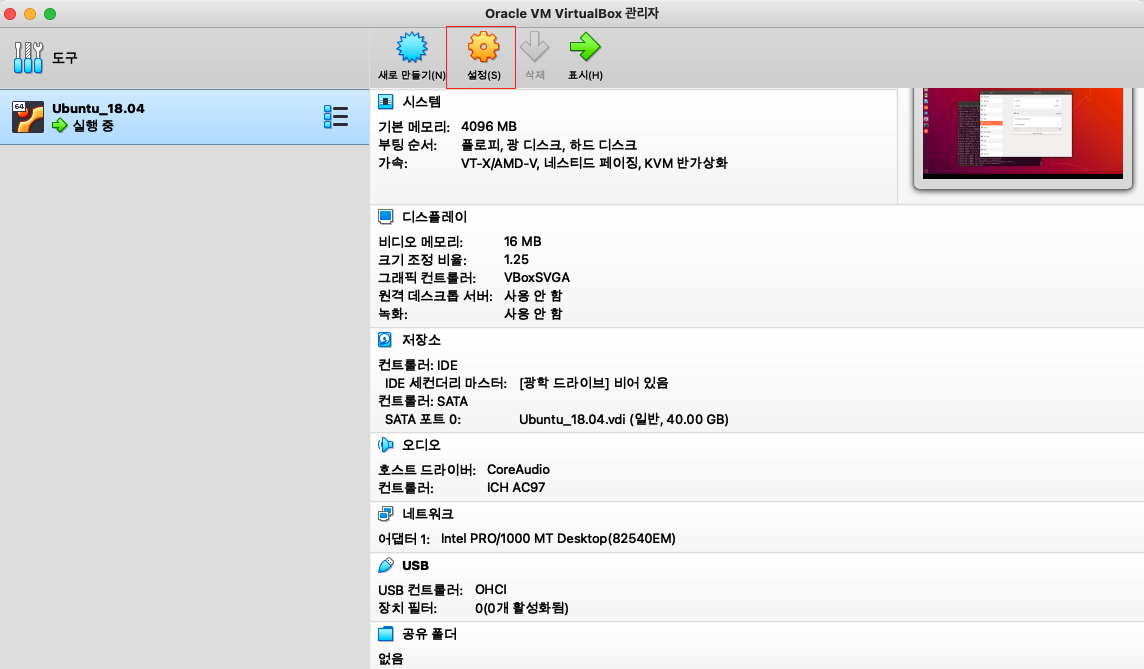 Oracle VM VirtualBox 관리자
도구
새로 만들기(N)
설정(S)
삭제
표시(H)
64
Ubuntu_18.04
실행 중
시스템
기본 메모리: 4096 MB
부팅 순서: 플로피, 광 디스크, 하드 디스크
가속: VT-X/AMD-V, 네스티드 페이징, KVM 반가상화
디스플레이
비디오 메모리: 16 MB
크기 조정 비율: 1.25
그래픽 컨트롤러: VBoxSVGA
원격 데스크톱 서버: 사용 안 함
녹화: 사용 안 함
저장소
컨트롤러: IDE
IDE 세컨더리 마스터: [광학 드라이브] 비어 있음
컨트롤러: SATA
SATA 포트 0: Ubuntu_18.04.vdi (일반, 40.00 GB)
오디오
호스트 드라이버: CoreAudio
컨트롤러: ICH AC97
네트워크
어댑터 1: Intel PRO/1000 MT Desktop(82540EM)
USB
USB 컨트롤러: OHCI
장치 필터: 0(0개 활성화됨)
공유 폴더
없음